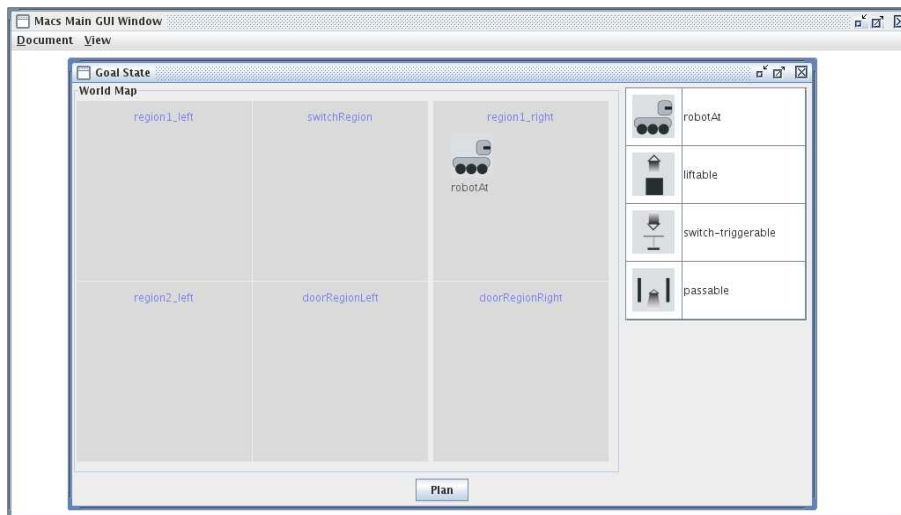 Macs Main GUI Window
Document View
Goal State
World Map
region1_left switchRegion region1_right
robotAt
region2_left doorRegionLeft doorRegionRight
robotAt
liftable
switch-triggerable
passable
Plan